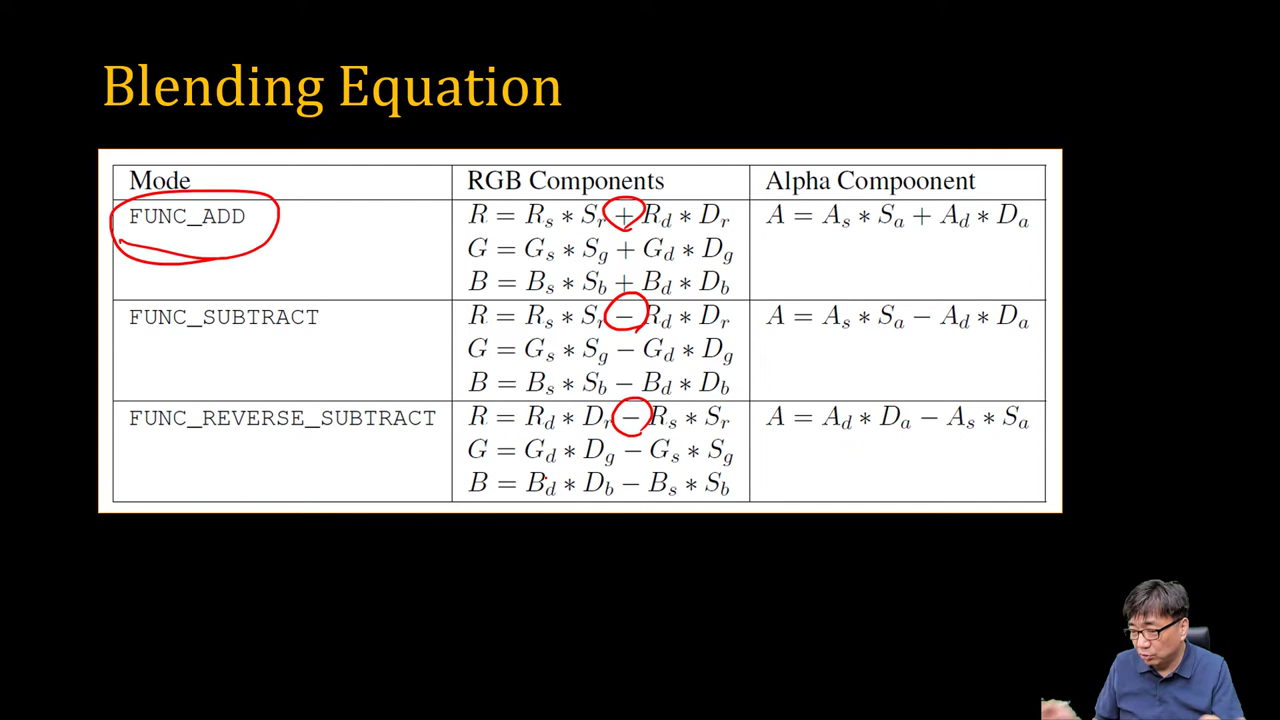 Blending Equation
Mode RGB Components Alpha Compoonent
FUNC_ADD R = R_s * S_r + R_d * D_r A = A_s * S_a + A_d * D_a
G = G_s * S_g + G_d * D_g
B = B_s * S_b + B_d * D_b
FUNC_SUBTRACT R = R_s * S_r − R_d * D_r A = A_s * S_a − A_d * D_a
G = G_s * S_g − G_d * D_g
B = B_s * S_b − B_d * D_b
FUNC_REVERSE_SUBTRACT R = R_d * D_r − R_s * S_r A = A_d * D_a − A_s * S_a
G = G_d * D_g − G_s * S_g
B = B_d * D_b − B_s * S_b